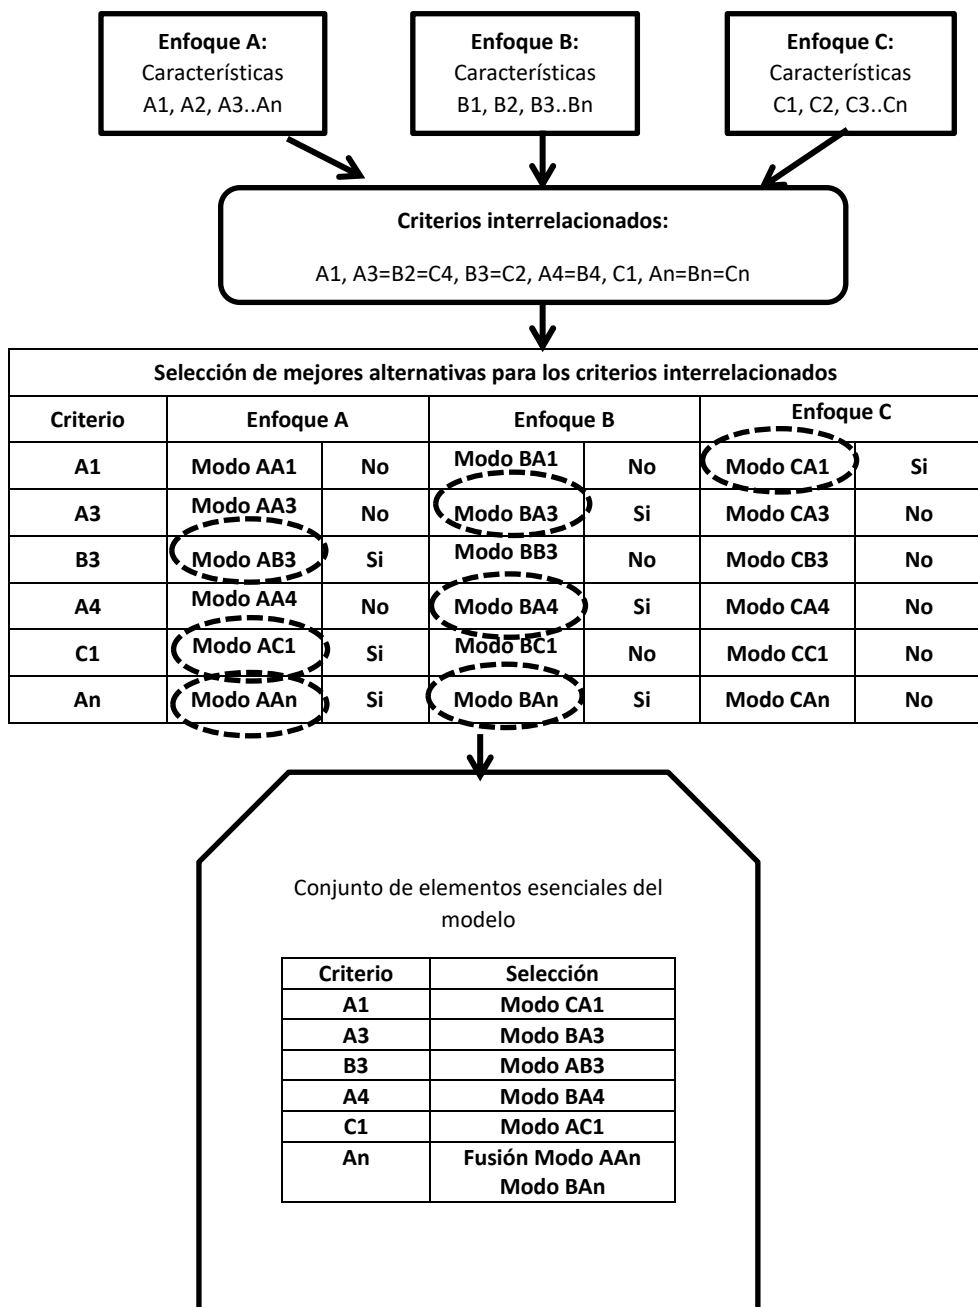 Enfoque A:
Características
A1, A2, A3..An
Enfoque B:
Características
B1, B2, B3..Bn
Enfoque C:
Características
C1, C2, C3..Cn
Criterios interrelacionados:
A1, A3=B2=C4, B3=C2, A4=B4, C1, An=Bn=Cn
Selección de mejores alternativas para los criterios interrelacionados
Criterio Enfoque A Enfoque B Enfoque C
A1 Modo AA1 No Modo BA1 No Modo CA1 Si
A3 Modo AA3 No Modo BA3 Si Modo CA3 No
B3 Modo AB3 Si Modo BB3 No Modo CB3 No
A4 Modo AA4 No Modo BA4 Si Modo CA4 No
C1 Modo AC1 Si Modo BC1 No Modo CC1 No
An Modo AAn Si Modo BAn Si Modo CAn No
Conjunto de elementos esenciales del
modelo
Criterio Selección
A1 Modo CA1
A3 Modo BA3
B3 Modo AB3
A4 Modo BA4
C1 Modo AC1
An Fusión Modo AAn
Modo BAn